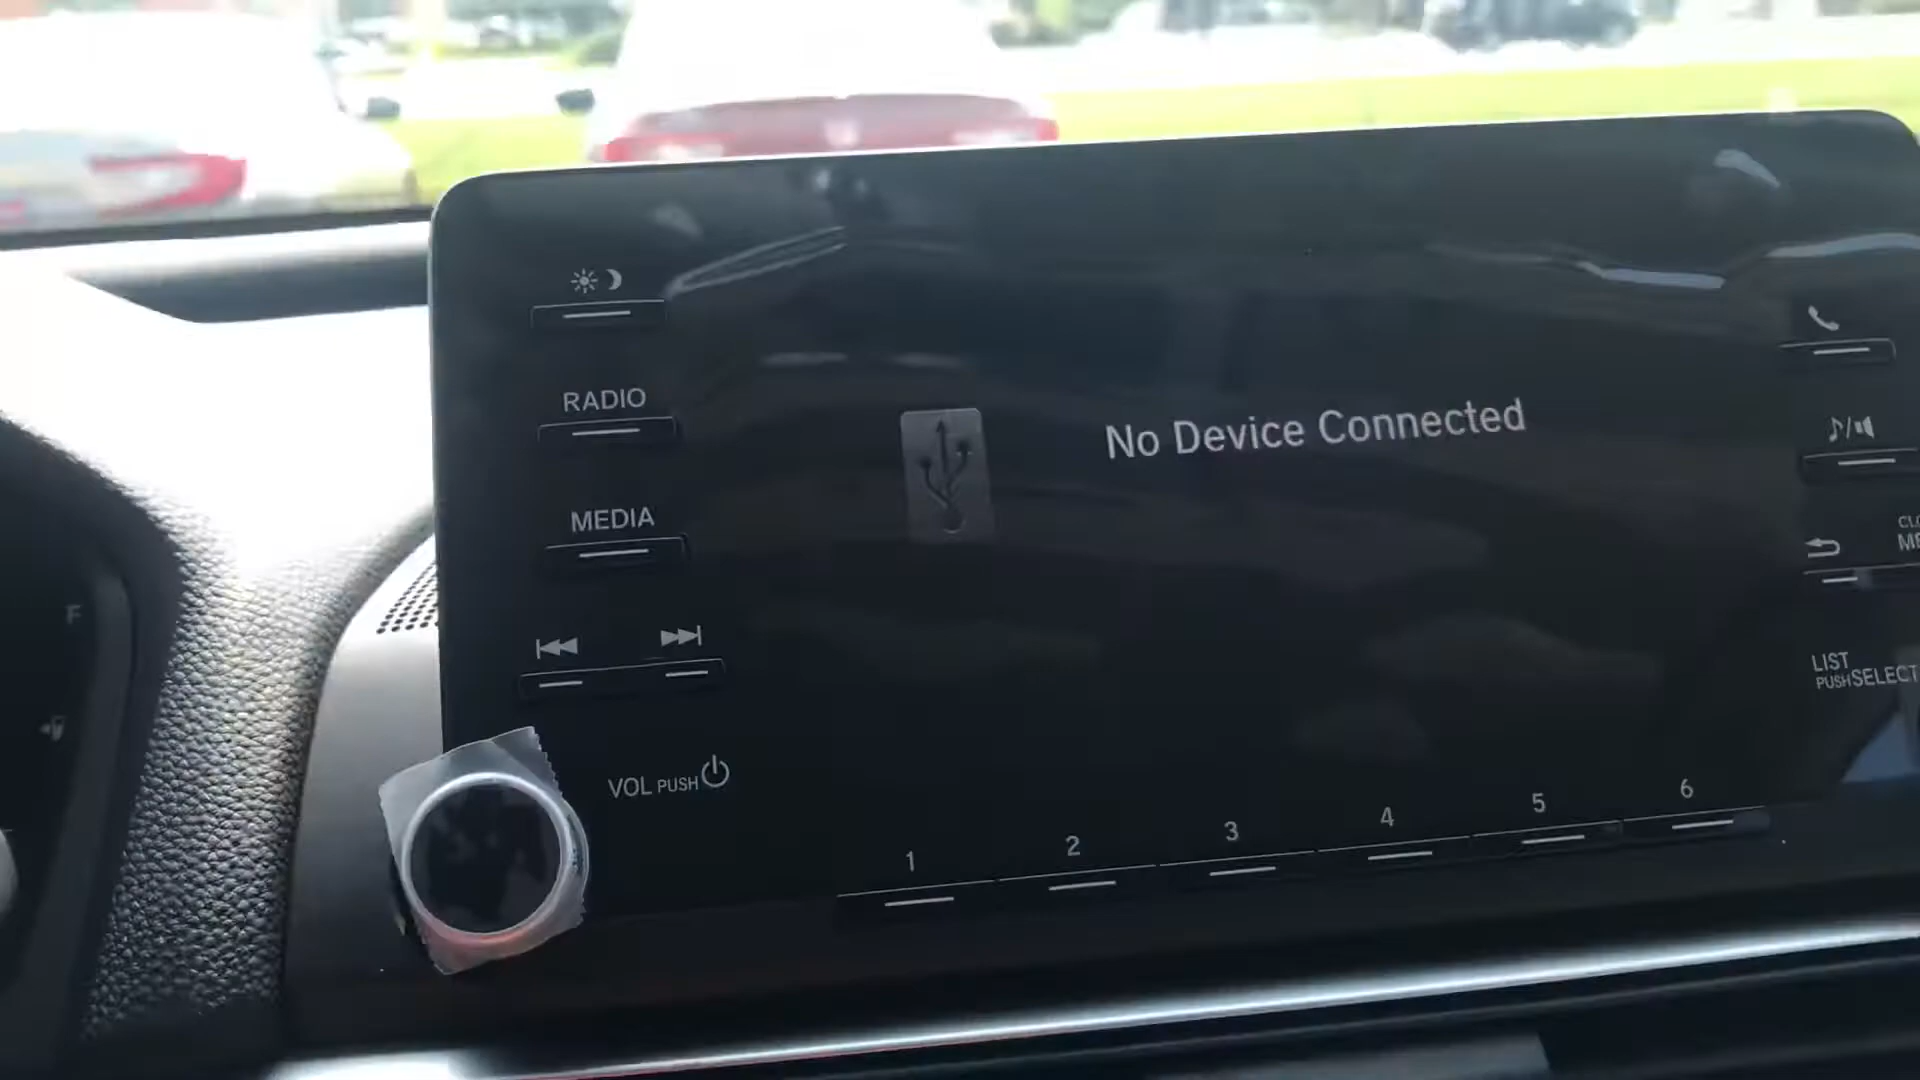 RADIO
No Device Connected
MEDIA
F
LIST
PUSH SELECT
VOL PUSH
1 2 3 4 5 6